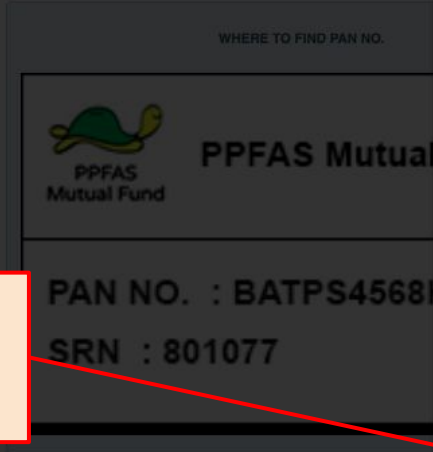 WHERE TO FIND PAN NO.
PPFAS
Mutual Fund
PPFAS Mutual
PAN NO. : BATPS4568
SRN : 801077